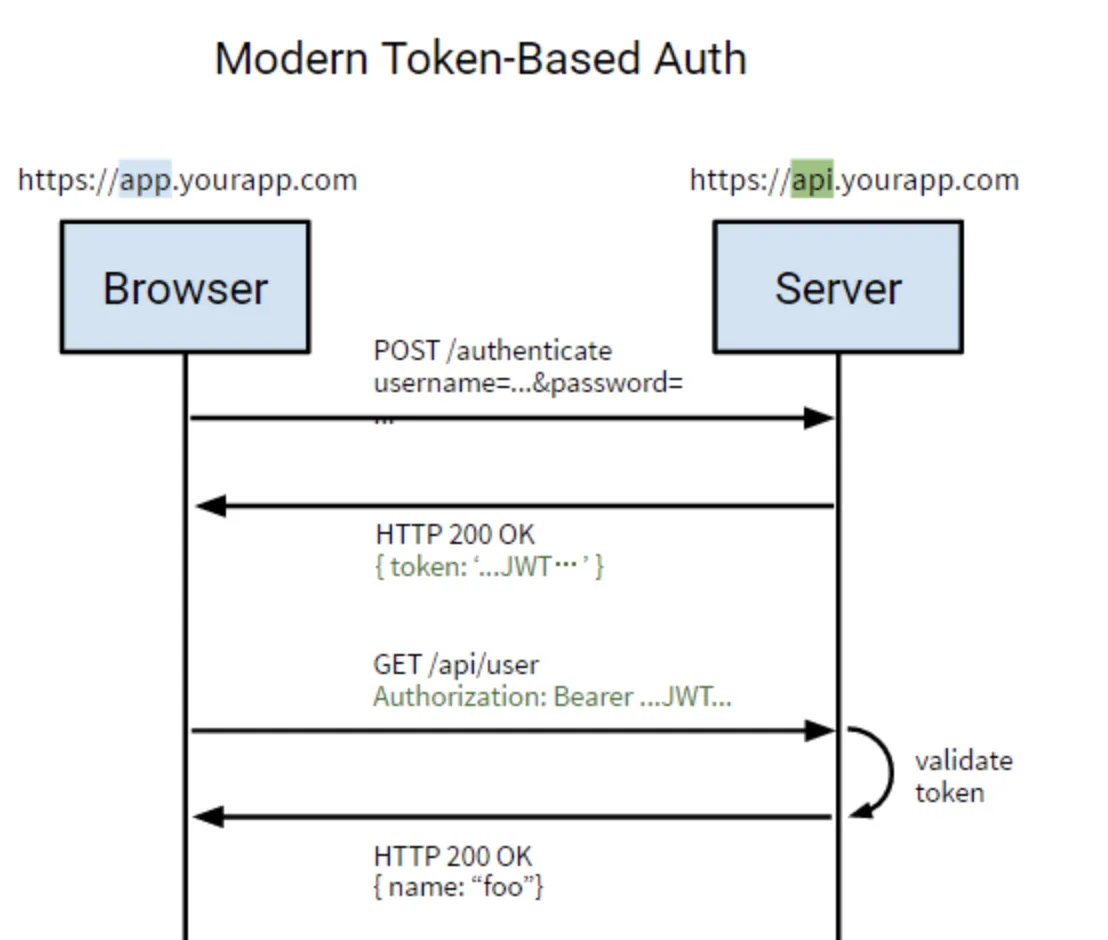 Modern Token-Based Auth
https://app.yourapp.com
https://api.yourapp.com
Browser
Server
POST /authenticate
username=...&password=
...
HTTP 200 OK
{ token: ‘...JWT··· ’ }
GET /api/user
Authorization: Bearer ...JWT...
validate
token
HTTP 200 OK
{ name: “foo”}